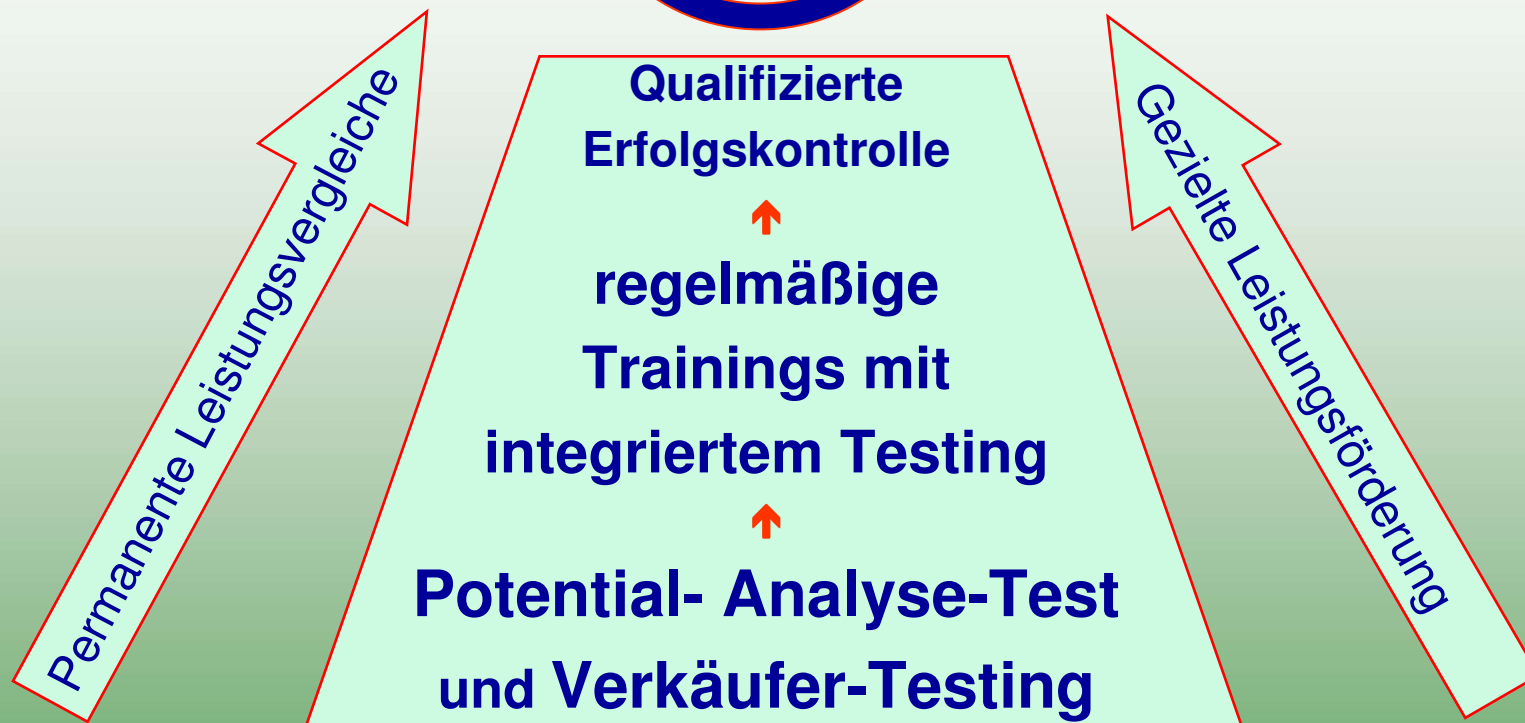 Permanente Leistungsvergleiche
Qualifizierte
Erfolgskontrolle
regelmäßige
Trainings mit
integriertem Testing
Potential- Analyse-Test
und Verkäufer-Testing
Gezielte Leistungsförderung